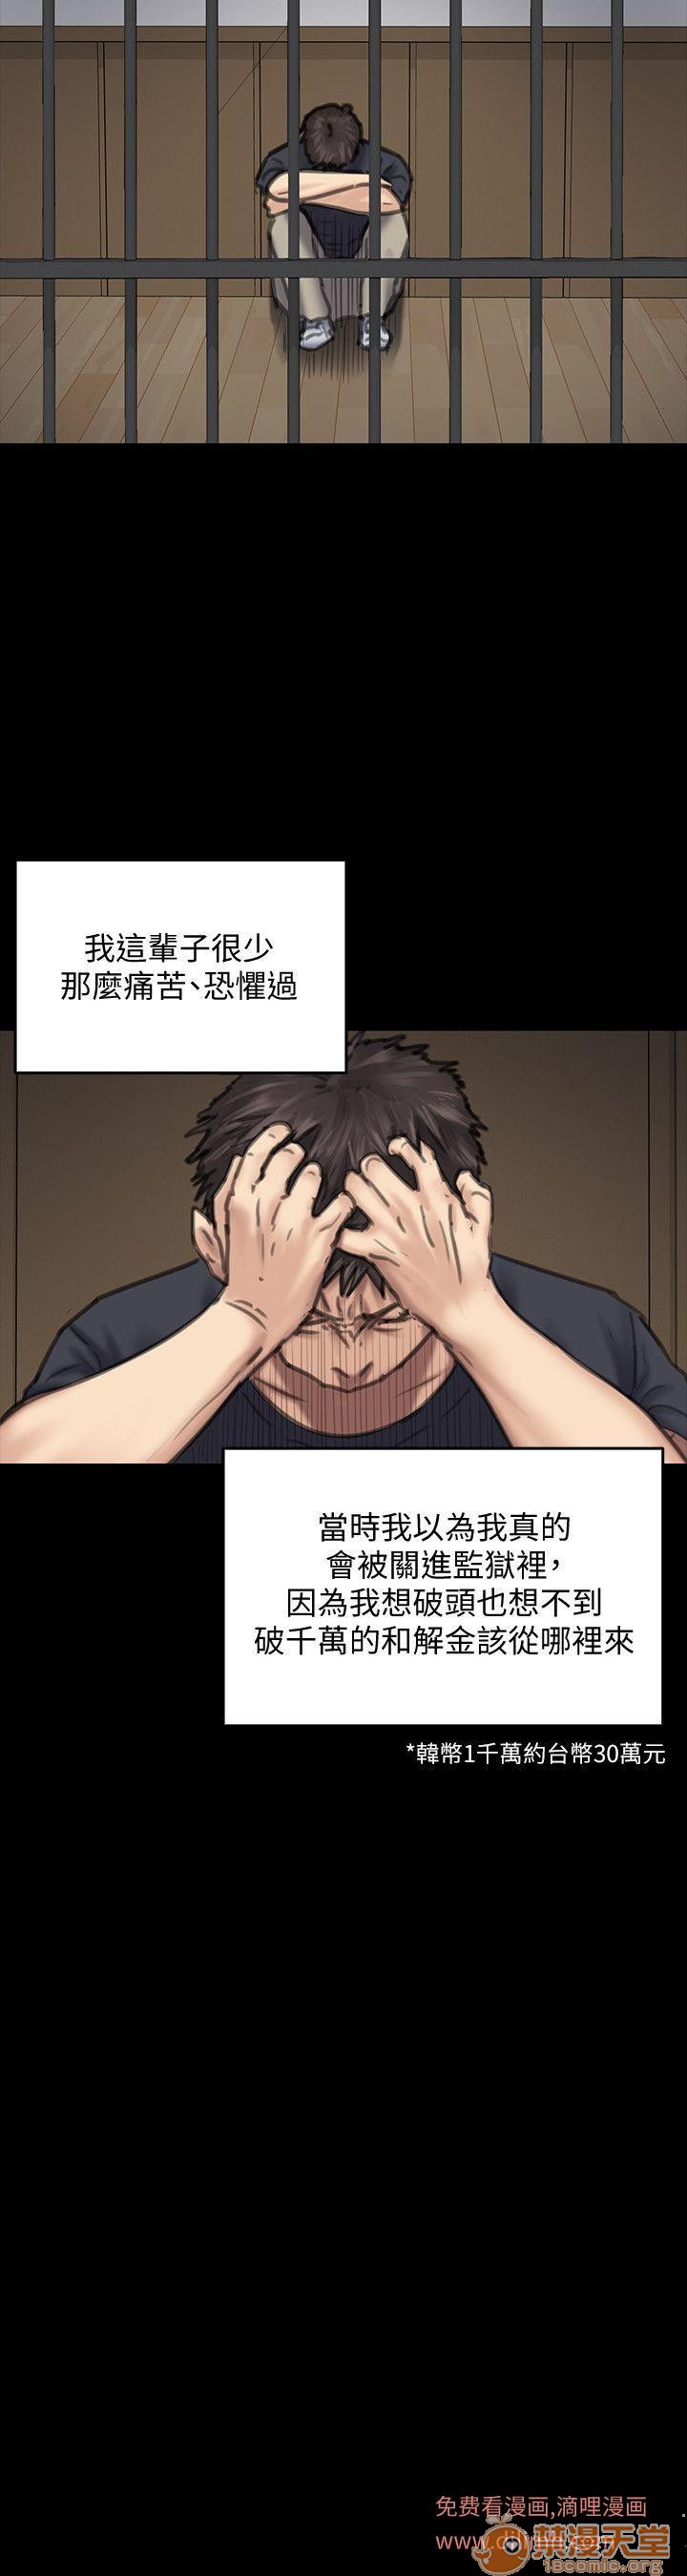 我這輩子很少
那麼痛苦、恐懼過
當時我以為我真的
會被關進監獄裡,
因為我想破頭也想不到
破千萬的和解金該從哪裡來
*韓幣1千萬約台幣30萬元
免费看漫画,滴哩漫画
禁漫天堂
18comic.org